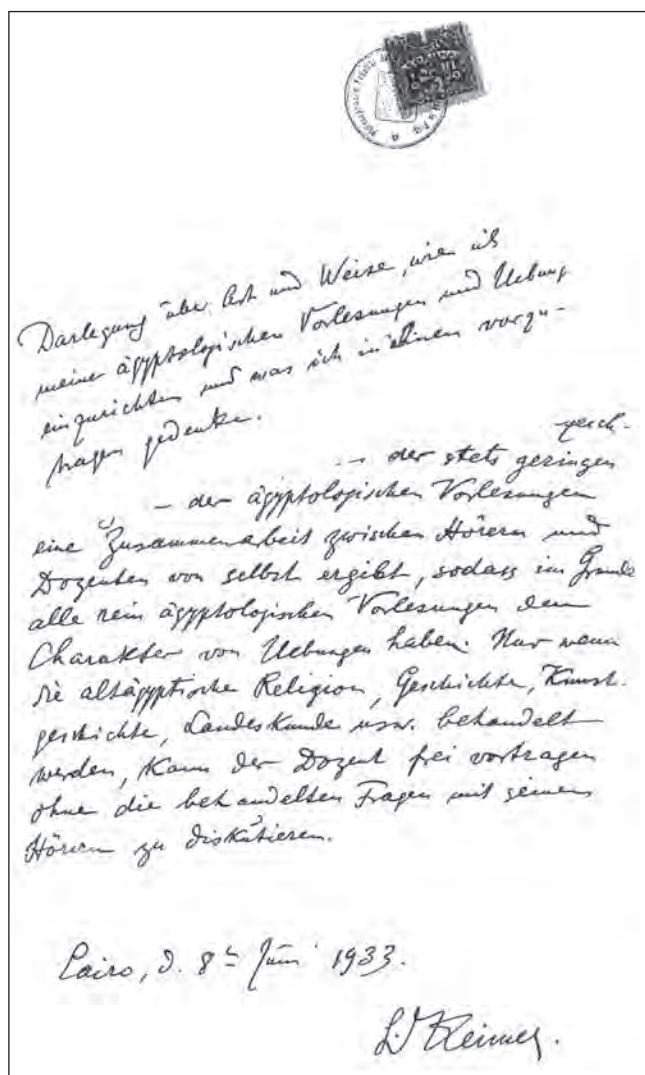 Darlegung über Art und Weise, wie ich
meine ägyptologischen Vorlesungen und Uebung
einzurichten und was ich in ihnen vorzu-
tragen gedenke.
der stets geringen
– der ägyptologischen Vorlesungen
eine Zusammenarbeit zwischen Hörern und
Dozenten von selbst ergibt, sodass im Grunde
alle rein ägyptologischen Vorlesungen den
Charakter von Uebungen haben. Nur wenn
die altägyptische Religion, Geschichte, Kunst-
geschichte, Landeskunde usw. behandelt
werden, kann der Dozent frei vortragen
ohne die behandelten Fragen mit seinen
Hörern zu diskutieren.
Cairo, d. 8 Juni 1933.
Keimer.